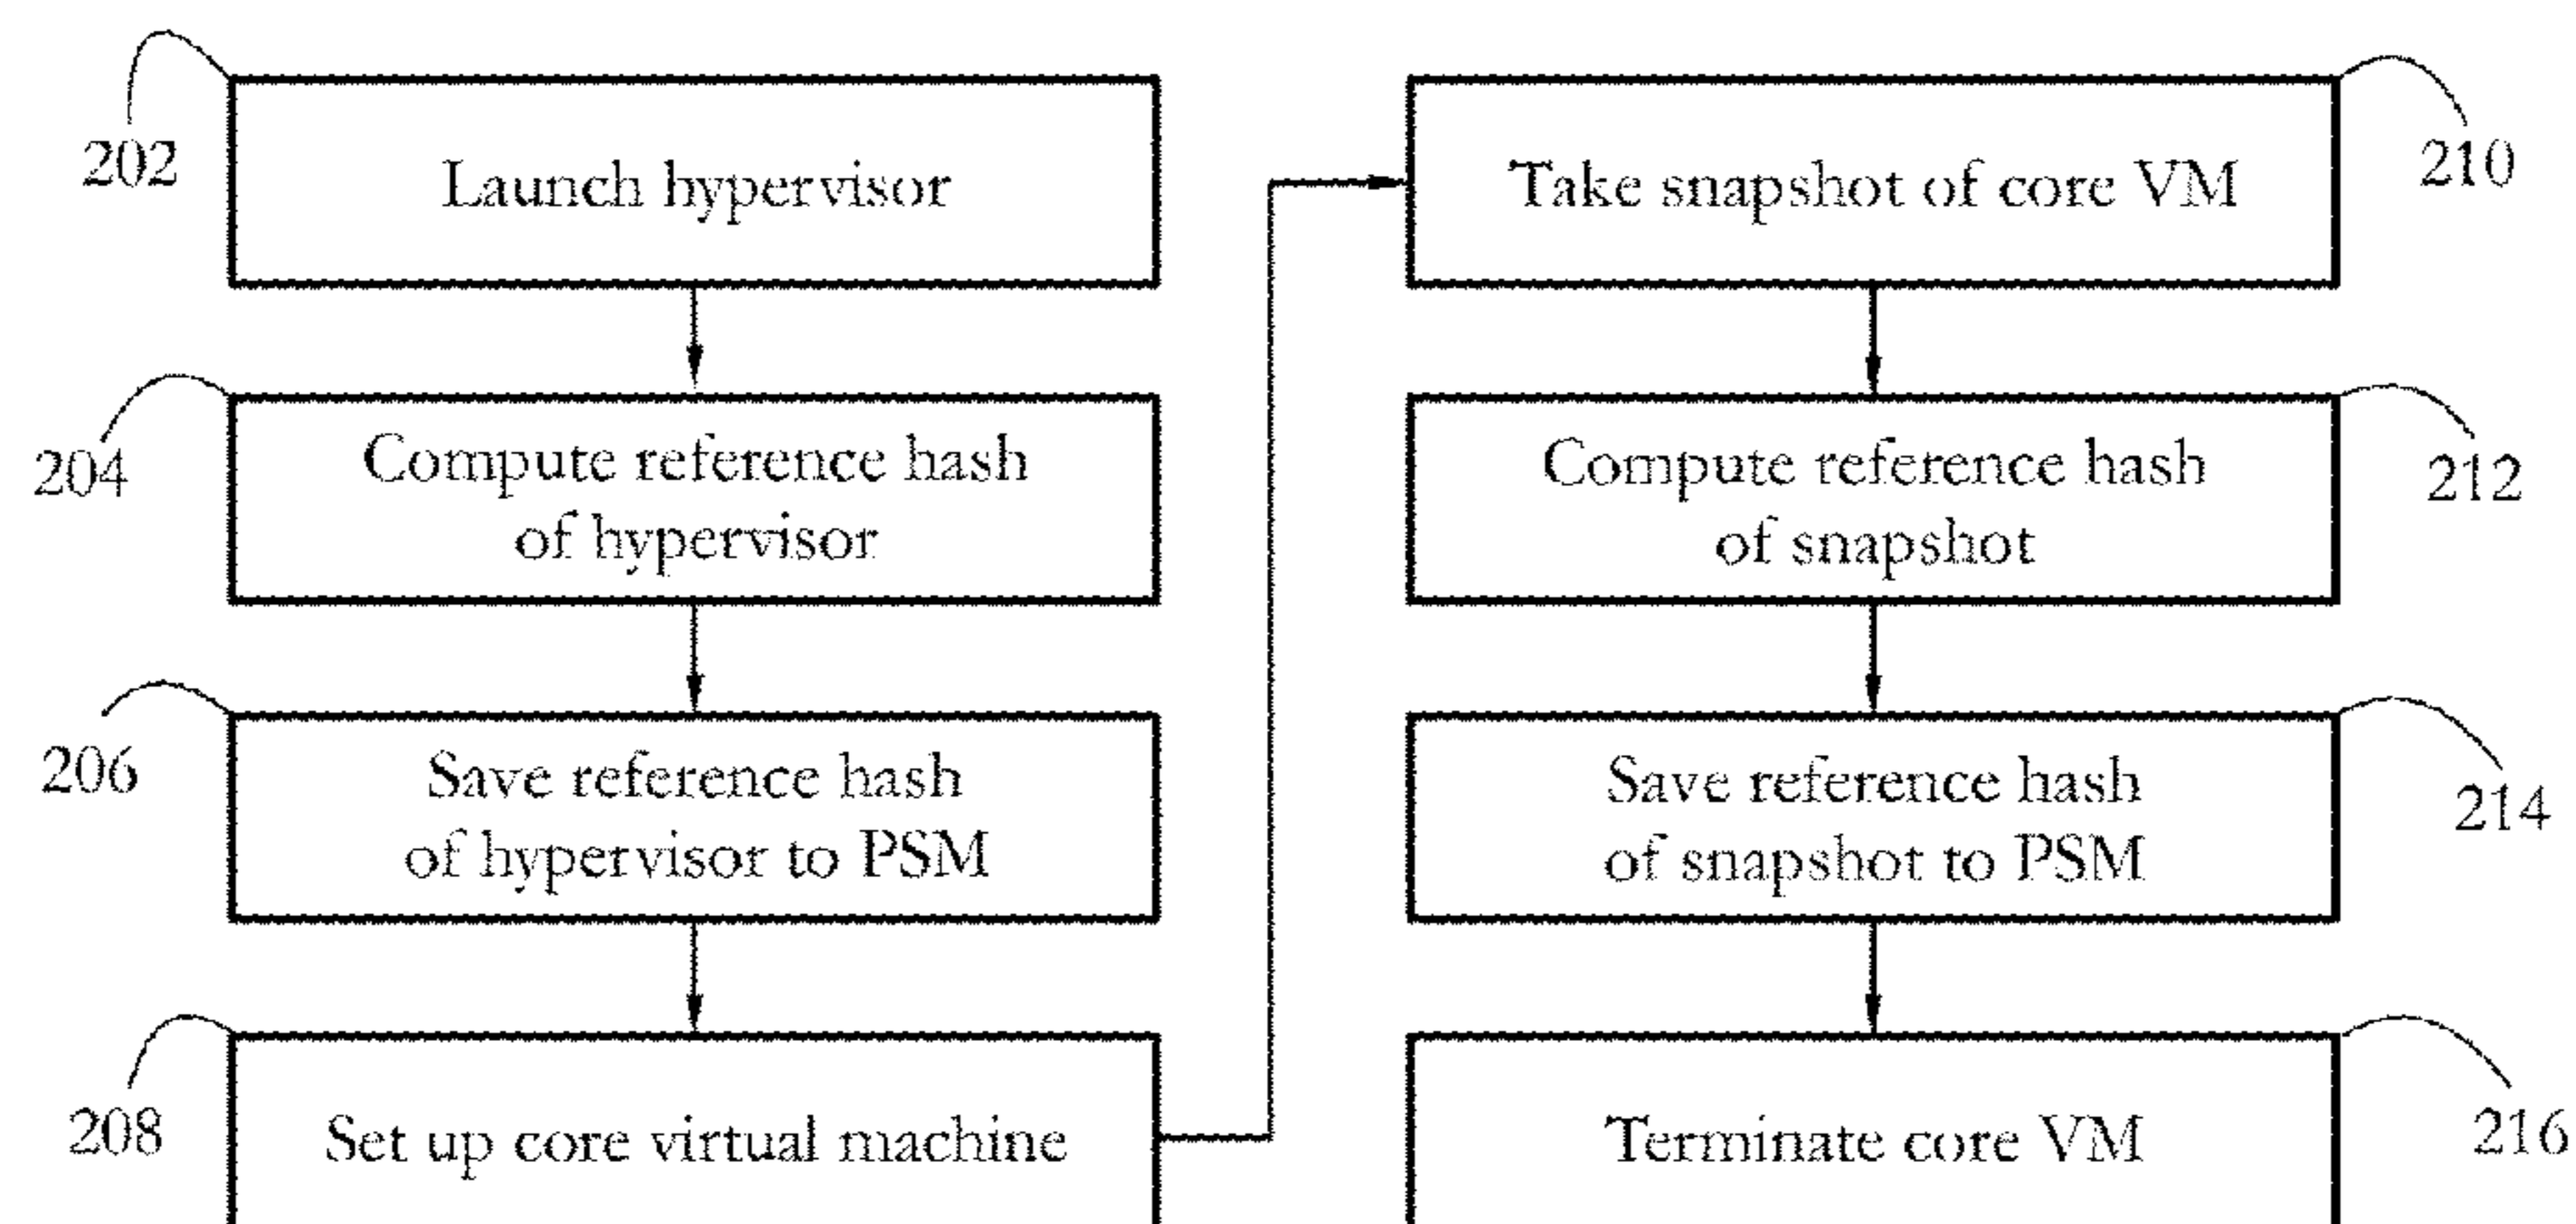 202
Launch hypervisor
204
Compute reference hash
of hypervisor
206
Save reference hash
of hypervisor to PSM
208
Set up core virtual machine
Take snapshot of core VM
210
Compute reference hash
of snapshot
212
Save reference hash
of snapshot to PSM
214
Terminate core VM
216